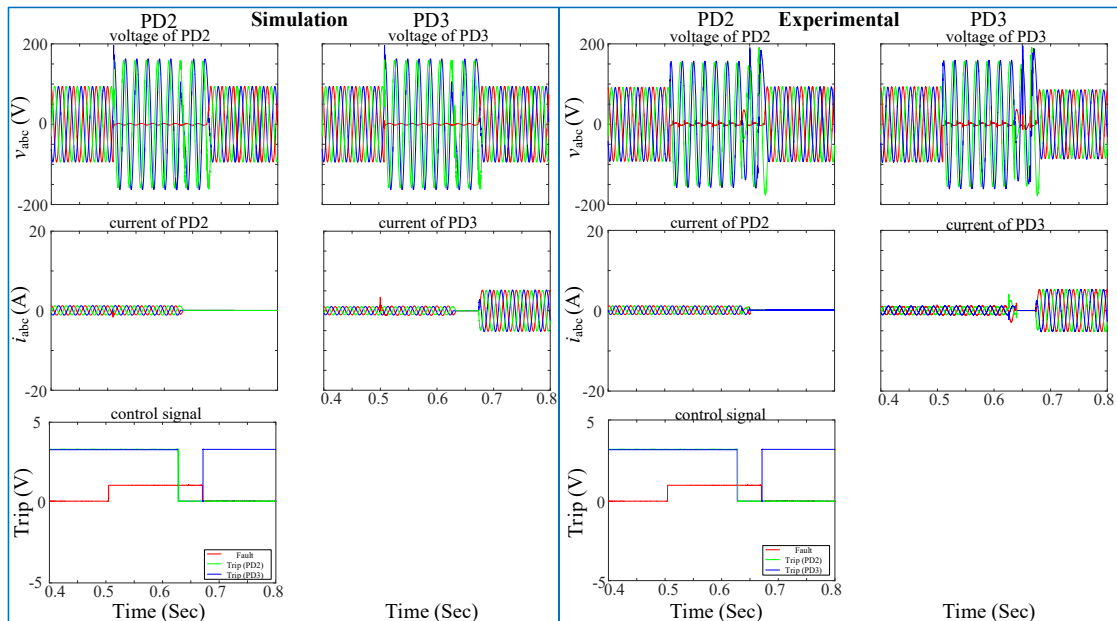 Simulation
PD2 PD3
voltage of PD2 voltage of PD3
200
0
-200
vabc (V)
current of PD2 current of PD3
20
0
-20
iabc (A)
0.4 0.5 0.6 0.7 0.8
control signal
5
0
-5
Trip (V)
Fault
Trip (PD2)
Trip (PD3)
0.4 0.5 0.6 0.7 0.8
Time (Sec) Time (Sec)
Experimental
PD2 PD3
voltage of PD2 voltage of PD3
200
0
-200
vabc (V)
current of PD2 current of PD3
20
0
-20
iabc (A)
0.4 0.5 0.6 0.7 0.8
control signal
5
0
-5
Trip (V)
Fault
Trip (PD2)
Trip (PD3)
0.4 0.5 0.6 0.7 0.8
Time (Sec) Time (Sec)